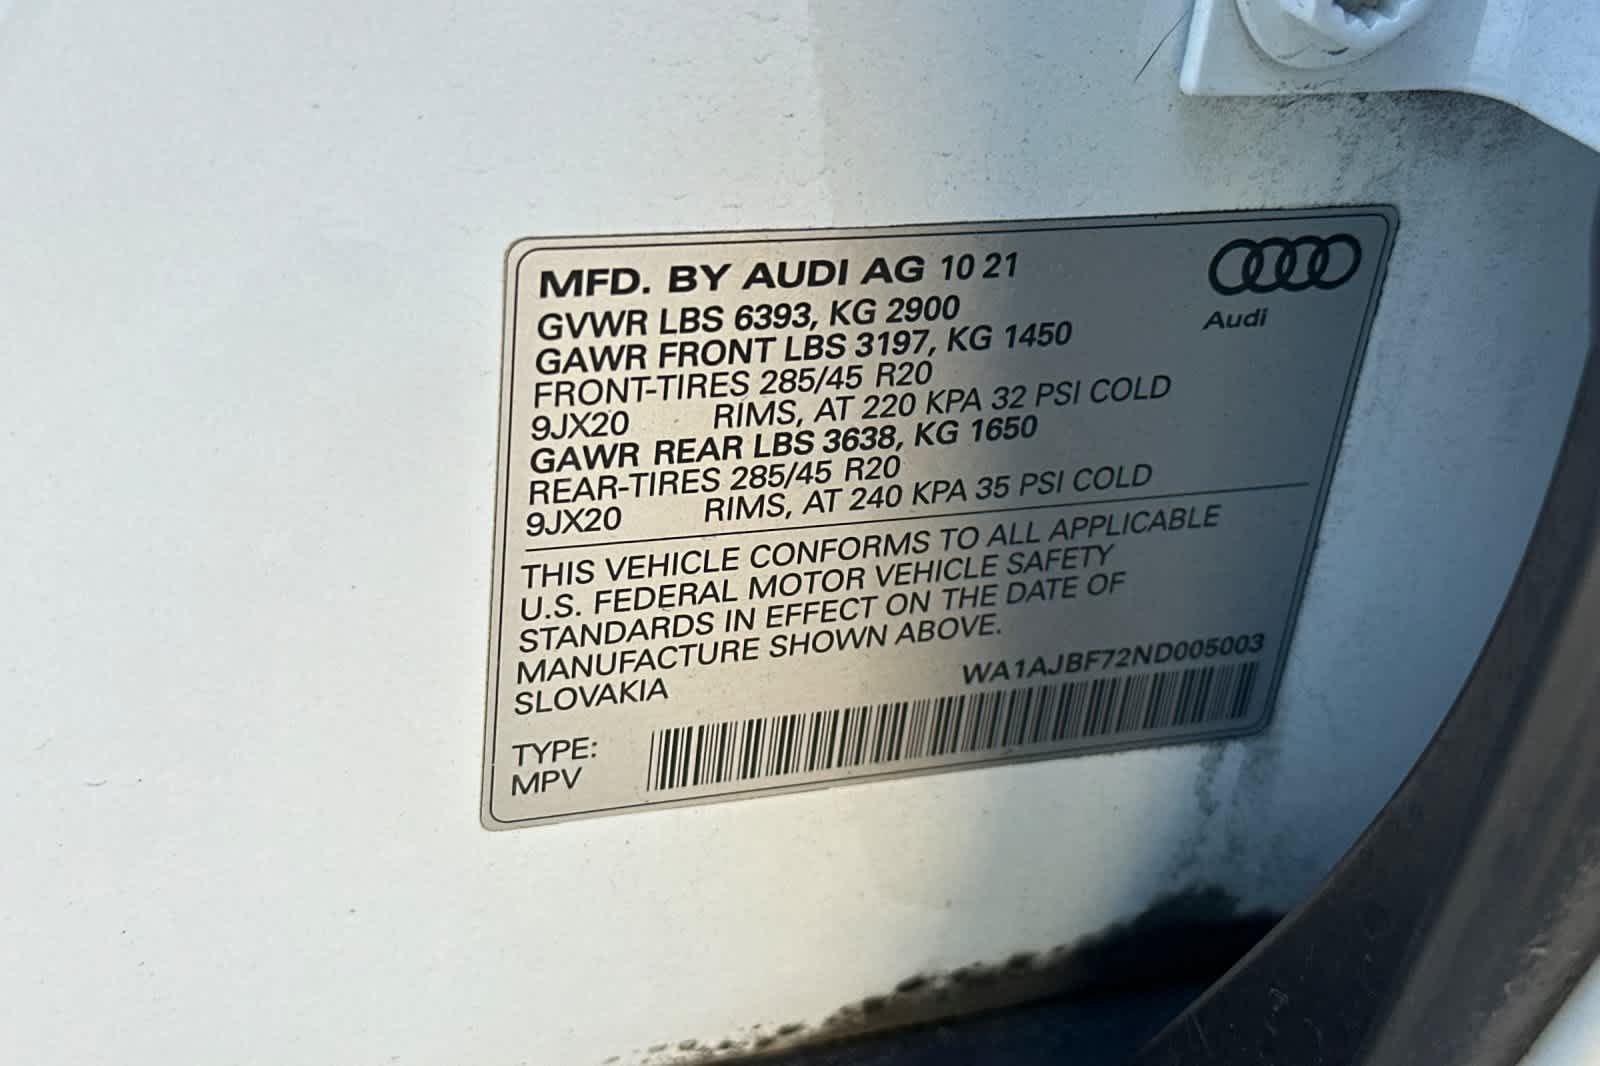 MFD. BY AUDI AG 10 21
Audi
GVWR LBS 6393, KG 2900
GAWR FRONT LBS 3197, KG 1450
FRONT-TIRES 285/45 R20
9JX20 RIMS, AT 220 KPA 32 PSI COLD
GAWR REAR LBS 3638, KG 1650
REAR-TIRES 285/45 R20
9JX20 RIMS, AT 240 KPA 35 PSI COLD
THIS VEHICLE CONFORMS TO ALL APPLICABLE
U.S. FEDERAL MOTOR VEHICLE SAFETY
STANDARDS IN EFFECT ON THE DATE OF
MANUFACTURE SHOWN ABOVE.
SLOVAKIA WA1AJBF72ND005003
TYPE:
MPV